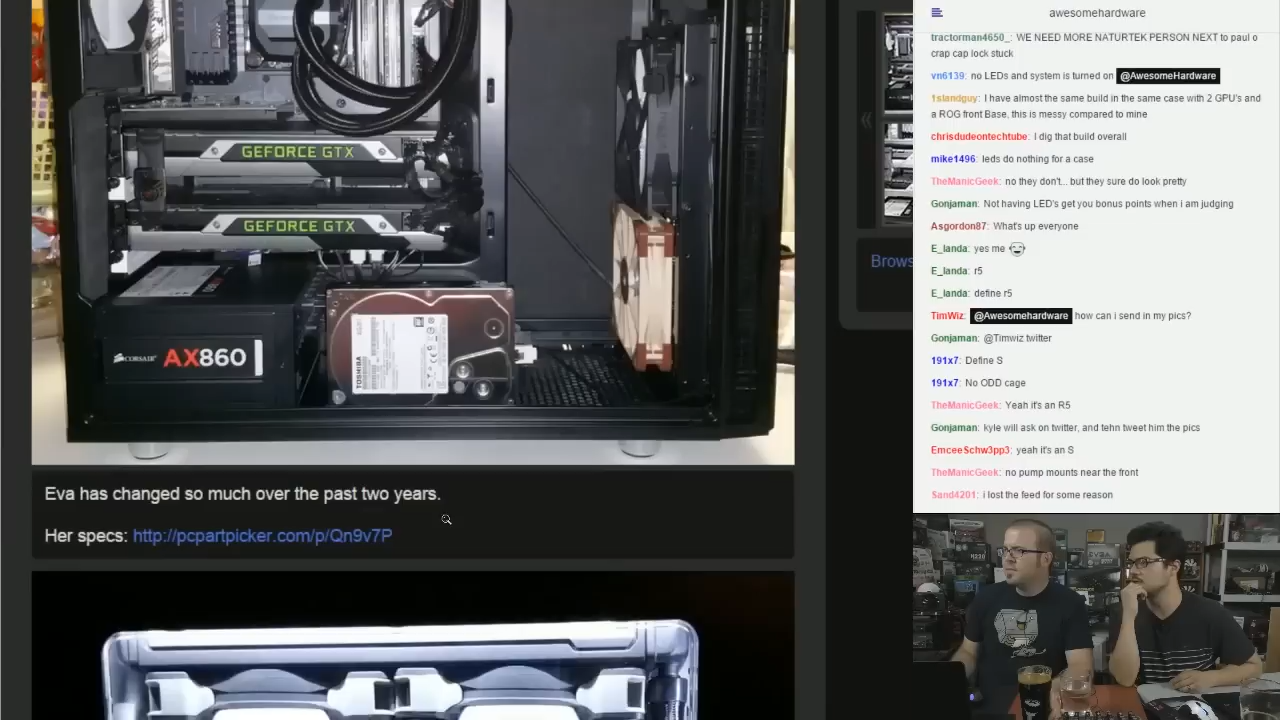 GEFORCE GTX
GEFORCE GTX
CORSAIR AX860
TOSHIBA
Eva has changed so much over the past two years.
Her specs: http://pcpartpicker.com/p/Qn9v7P
Brows
awesomehardware
tractorman4650_: WE NEED MORE NATURTEK PERSON NEXT to paul o
crap cap lock stuck
vn6139: no LEDs and system is turned on @AwesomeHardware
1slandguy: I have almost the same build in the same case with 2 GPU's and
a ROG front Base, this is messy compared to mine
chrisdudeontechtube: I dig that build overall
mike1496: leds do nothing for a case
TheManicGeek: no they don't... but they sure do look pretty
Gonjaman: Not having LED's get you bonus points when i am judging
Asgordon87: What's up everyone
E_landa: yes me
E_landa: r5
E_landa: define r5
TimWiz: @Awesomehardware how can i send in my pics?
Gonjaman: @Timwiz twitter
191x7: Define S
191x7: No ODD cage
TheManicGeek: Yeah it's an R5
Gonjaman: kyle will ask on twitter, and tehn tweet him the pics
EmceeSchw3pp3: yeah it's an S
TheManicGeek: no pump mounts near the front
Sand4201: i lost the feed for some reason